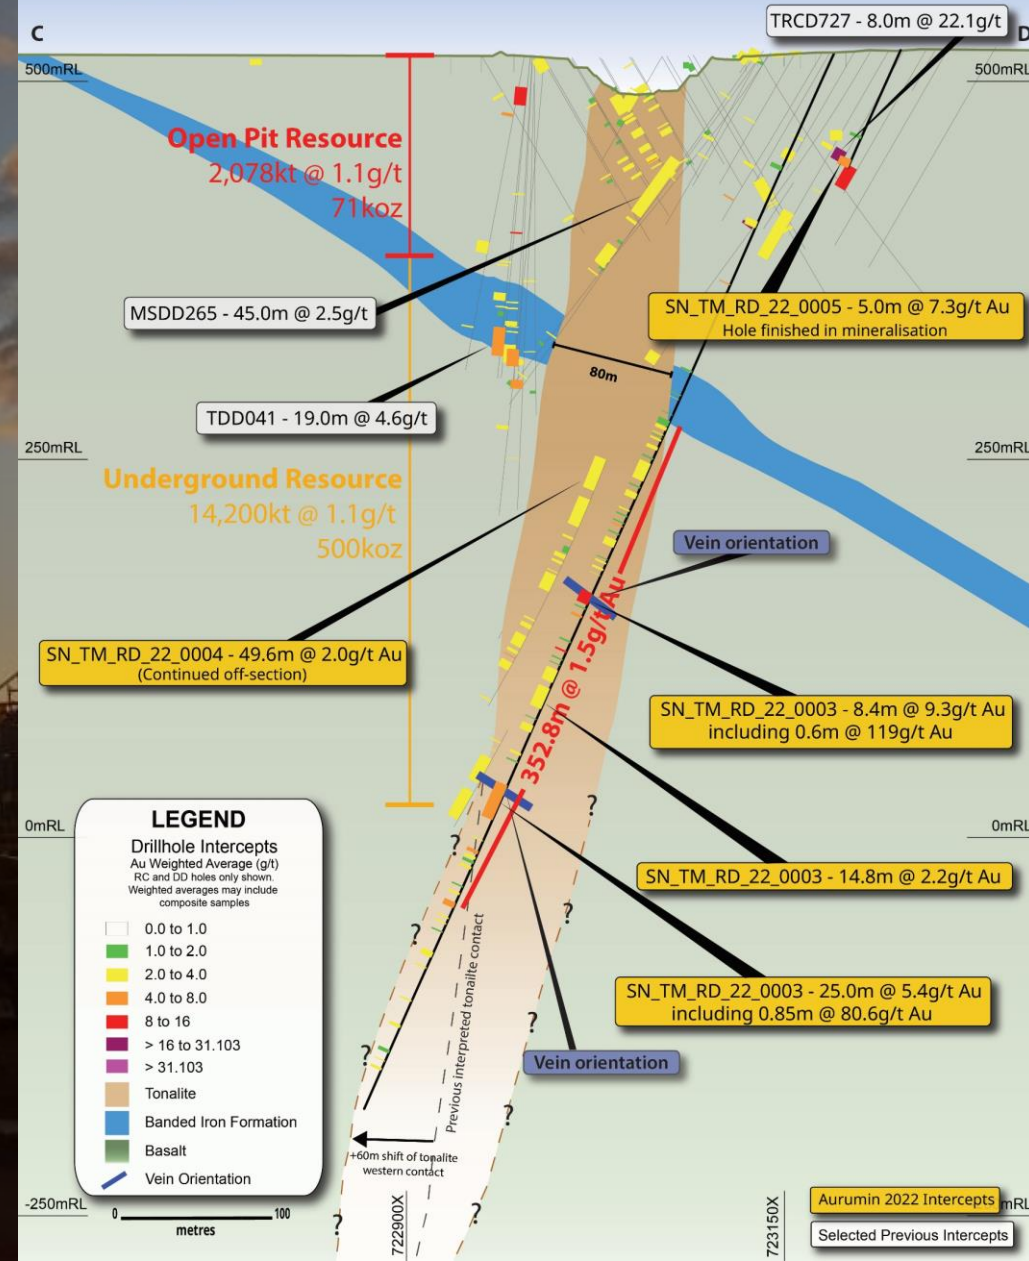 TRCD727 - 8.0m @ 22.1g/t
C
D
500mRL
500mRL
Open Pit Resource
2,078kt @ 1.1g/t
71koz
MSDD265 - 45.0m @ 2.5g/t
SN_TM_RD_22_0005 - 5.0m @ 7.3g/t Au
Hole finished in mineralisation
80m
TDD041 - 19.0m @ 4.6g/t
250mRL
250mRL
Underground Resource
14,200kt @ 1.1g/t
500koz
Vein orientation
352.8m @ 1.5g/t Au
SN_TM_RD_22_0004 - 49.6m @ 2.0g/t Au
(Continued off-section)
SN_TM_RD_22_0003 - 8.4m @ 9.3g/t Au
including 0.6m @ 119g/t Au
0mRL
0mRL
?
?
SN_TM_RD_22_0003 - 14.8m @ 2.2g/t Au
?
?
SN_TM_RD_22_0003 - 25.0m @ 5.4g/t Au
including 0.85m @ 80.6g/t Au
?
?
Vein orientation
?
Previous interpreted tonailte contact
+60m shift of tonalite
western contact
?
?
LEGEND
Drillhole Intercepts
Au Weighted Average (g/t)
RC and DD holes only shown.
Weighted averages may include
composite samples
0.0 to 1.0
1.0 to 2.0
2.0 to 4.0
4.0 to 8.0
8 to 16
> 16 to 31.103
> 31.103
Tonalite
Banded Iron Formation
Basalt
Vein Orientation
-250mRL
0 100
metres
722900X
723150X
Aurumin 2022 Intercepts
mRL
Selected Previous Intercepts